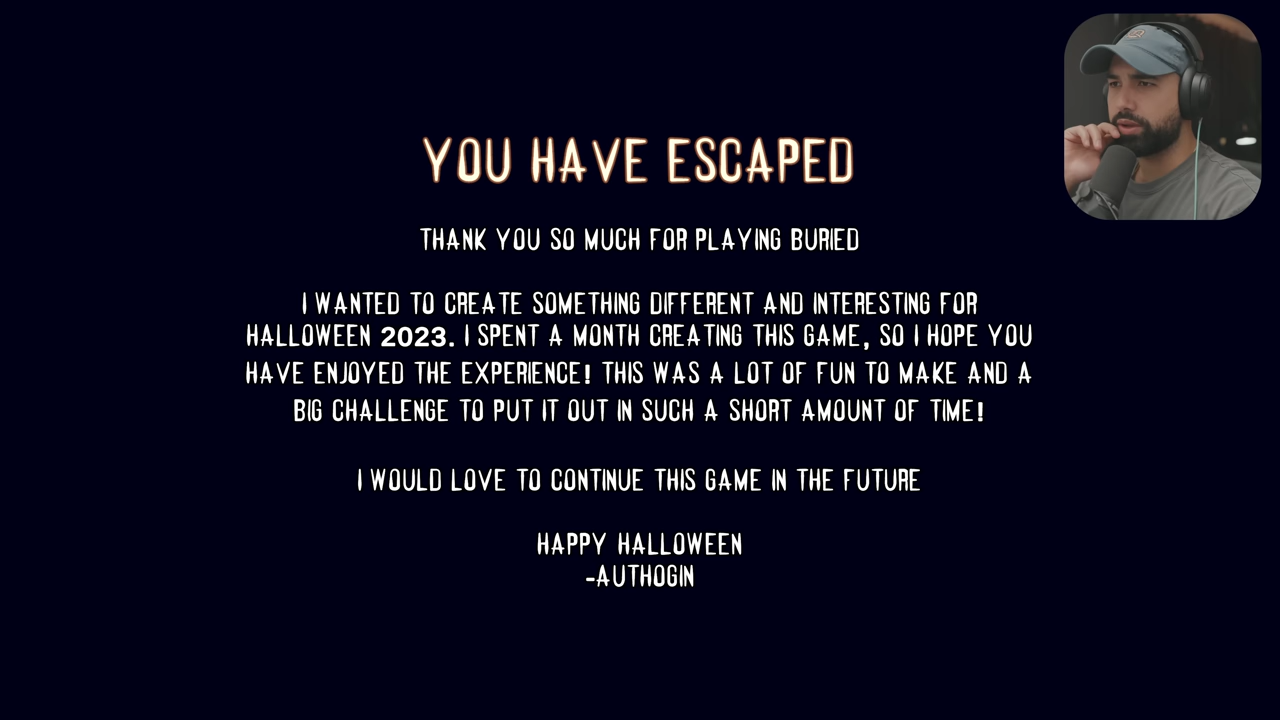 YOU HAVE ESCAPED
THANK YOU SO MUCH FOR PLAYING BURIED
I WANTED TO CREATE SOMETHING DIFFERENT AND INTERESTING FOR
HALLOWEEN 2023. I SPENT A MONTH CREATING THIS GAME, SO I HOPE YOU
HAVE ENJOYED THE EXPERIENCE! THIS WAS A LOT OF FUN TO MAKE AND A
BIG CHALLENGE TO PUT IT OUT IN SUCH A SHORT AMOUNT OF TIME!
I WOULD LOVE TO CONTINUE THIS GAME IN THE FUTURE
HAPPY HALLOWEEN
-AUTHOGIN